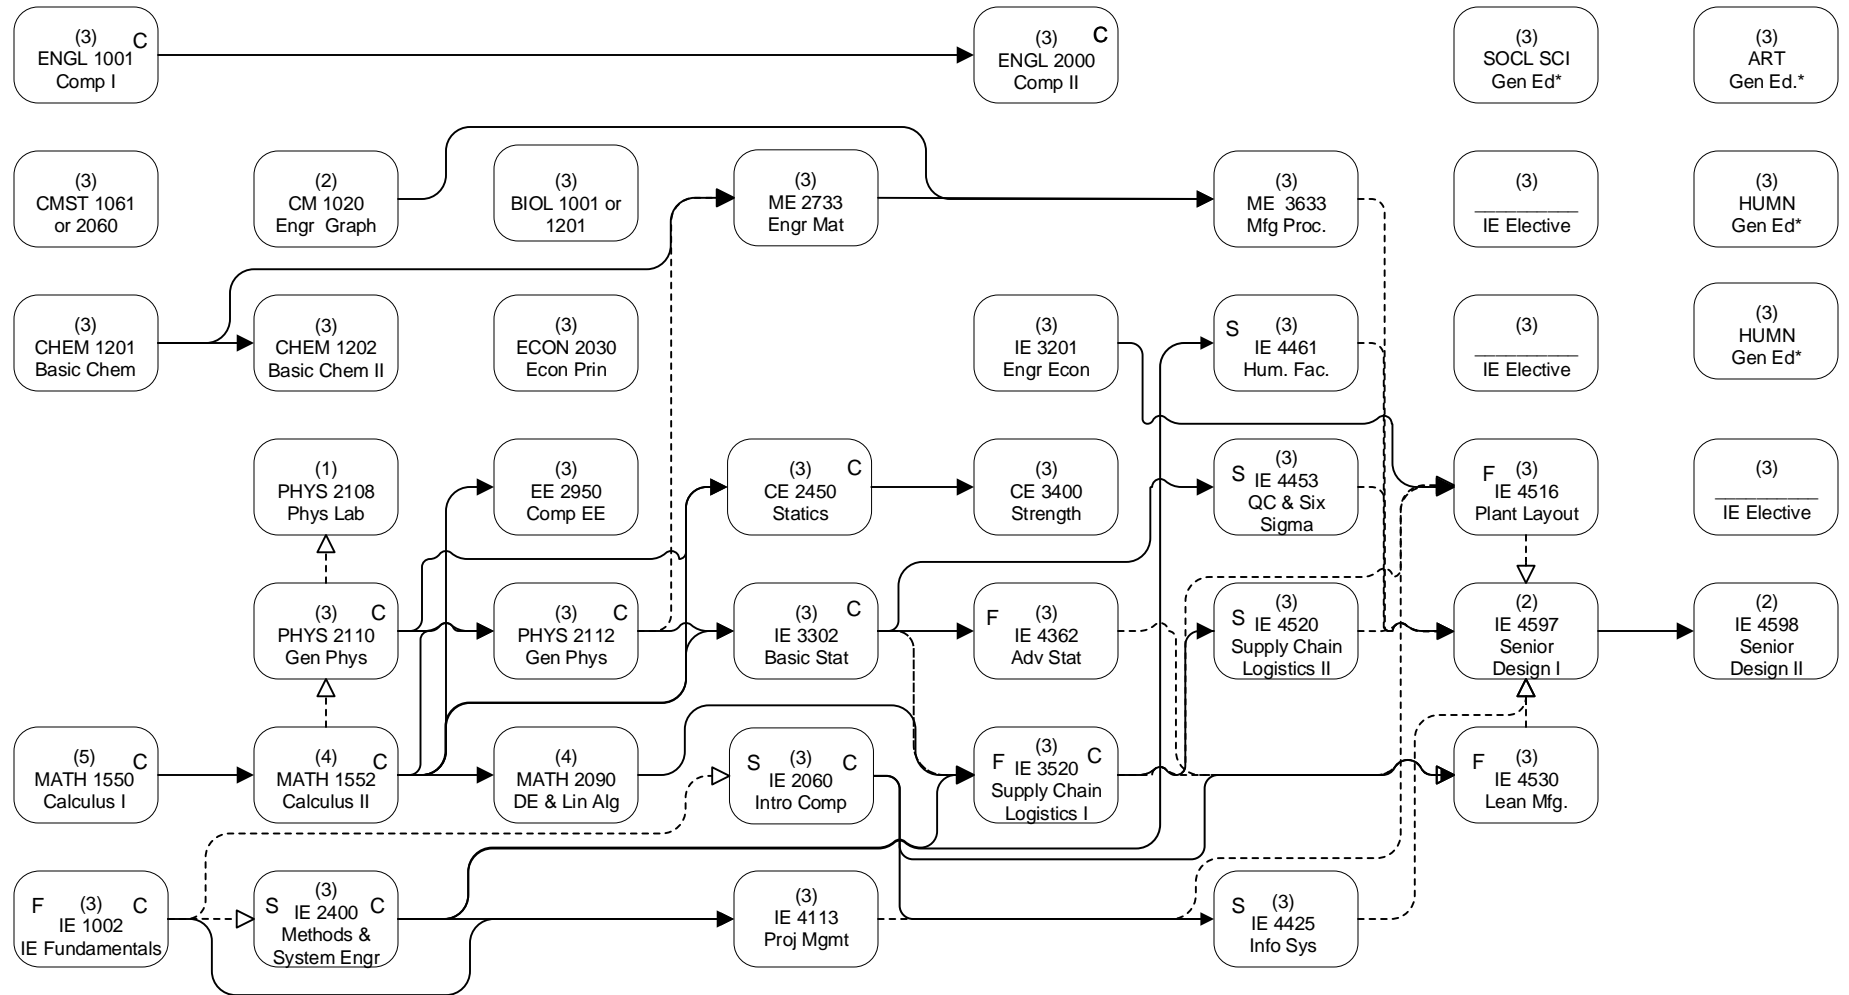 (3)
C
ENGL 1001
Comp I
(3)
C
ENGL 2000
Comp II
(3)
SOCL SCI
Gen Ed*
(3)
ART
Gen Ed.*
(3)
CMST 1061
or 2060
(2)
CM 1020
Engr Graph
(3)
BIOL 1001 or
1201
(3)
ME 2733
Engr Mat
(3)
ME 3633
Mfg Proc.
(3)
___________
IE Elective
(3)
HUMN
Gen Ed*
(3)
CHEM 1201
Basic Chem
(3)
CHEM 1202
Basic Chem II
(3)
ECON 2030
Econ Prin
(3)
IE 3201
Engr Econ
S (3)
IE 4461
Hum. Fac.
(3)
___________
IE Elective
(3)
HUMN
Gen Ed*
(1)
PHYS 2108
Phys Lab
(3)
EE 2950
Comp EE
(3) C
CE 2450
Statics
(3)
CE 3400
Strength
(3)
S IE 4453
QC & Six
Sigma
F (3)
IE 4516
Plant Layout
(3)
___________
IE Elective
(3) C
PHYS 2110
Gen Phys
(3) C
PHYS 2112
Gen Phys
(3) C
IE 3302
Basic Stat
F (3)
IE 4362
Adv Stat
S (3)
IE 4520
Supply Chain
Logistics II
(2)
IE 4597
Senior
Design I
(2)
IE 4598
Senior
Design II
(5) C
MATH 1550
Calculus I
(4) C
MATH 1552
Calculus II
(4)
MATH 2090
DE & Lin Alg
S (3) C
IE 2060
Intro Comp
(3)
F IE 3520 C
Supply Chain
Logistics I
F (3)
IE 4530
Lean Mfg.
F (3) C
IE 1002
IE Fundamentals
(3)
S IE 2400 C
Methods &
System Engr
(3)
IE 4113
Proj Mgmt
S (3)
IE 4425
Info Sys